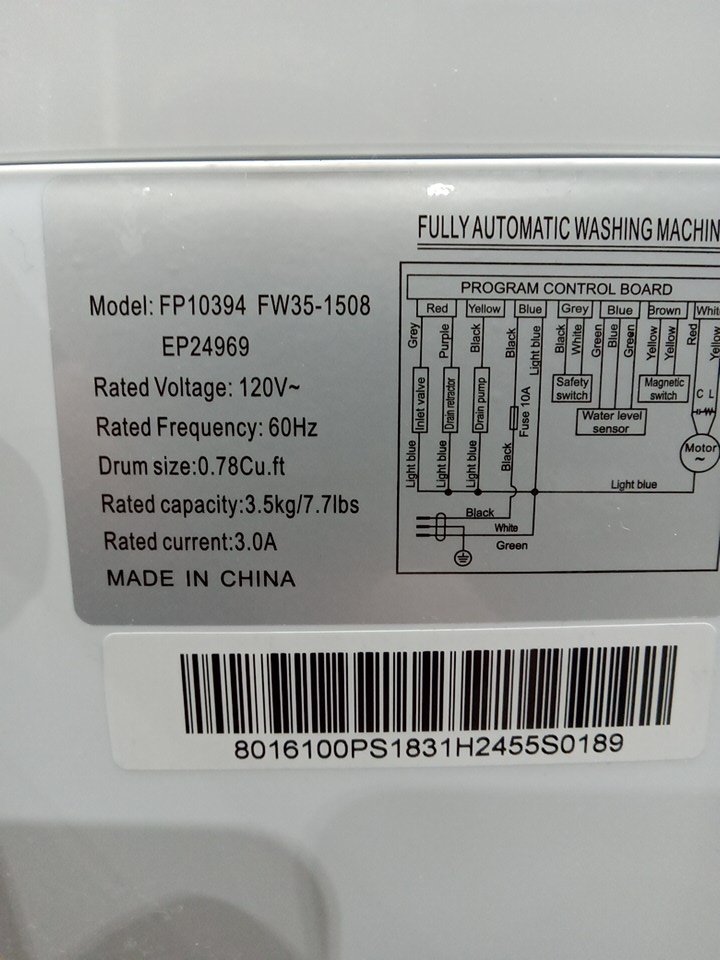 FULLY AUTOMATIC WASHING MACHIN
Model: FP10394 FW35-1508
EP24969
Rated Voltage: 120V~
Rated Frequency: 60Hz
Drum size:0.78Cu.ft
Rated capacity:3.5kg/7.7lbs
Rated current:3.0A
MADE IN CHINA
PROGRAM CONTROL BOARD
Red Yellow Blue Grey Blue Brown Whit
Grey Purple Black Black Light blue Black White Green Blue Green Yellow Yellow Red Yellow
Inlet valve
Drain retractor
Drain pump
Fuse 10A
Safety switch
Water level sensor
Magnetic switch
C L
Motor
~
Light blue Light blue Light blue Black
Light blue
Black
White
Green
8016100PS1831H2455S0189